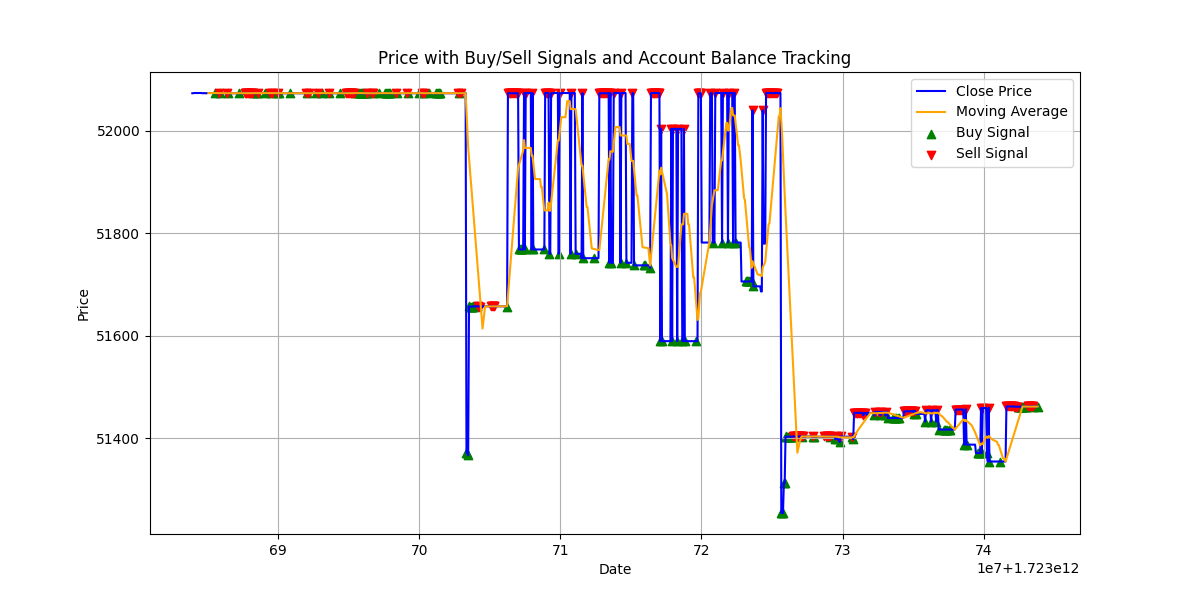 Price with Buy/Sell Signals and Account Balance Tracking
Close Price
Moving Average
Buy Signal
Sell Signal
Price
52000
51800
51600
51400
69 70 71 72 73 74
Date
1e7+1.723e12